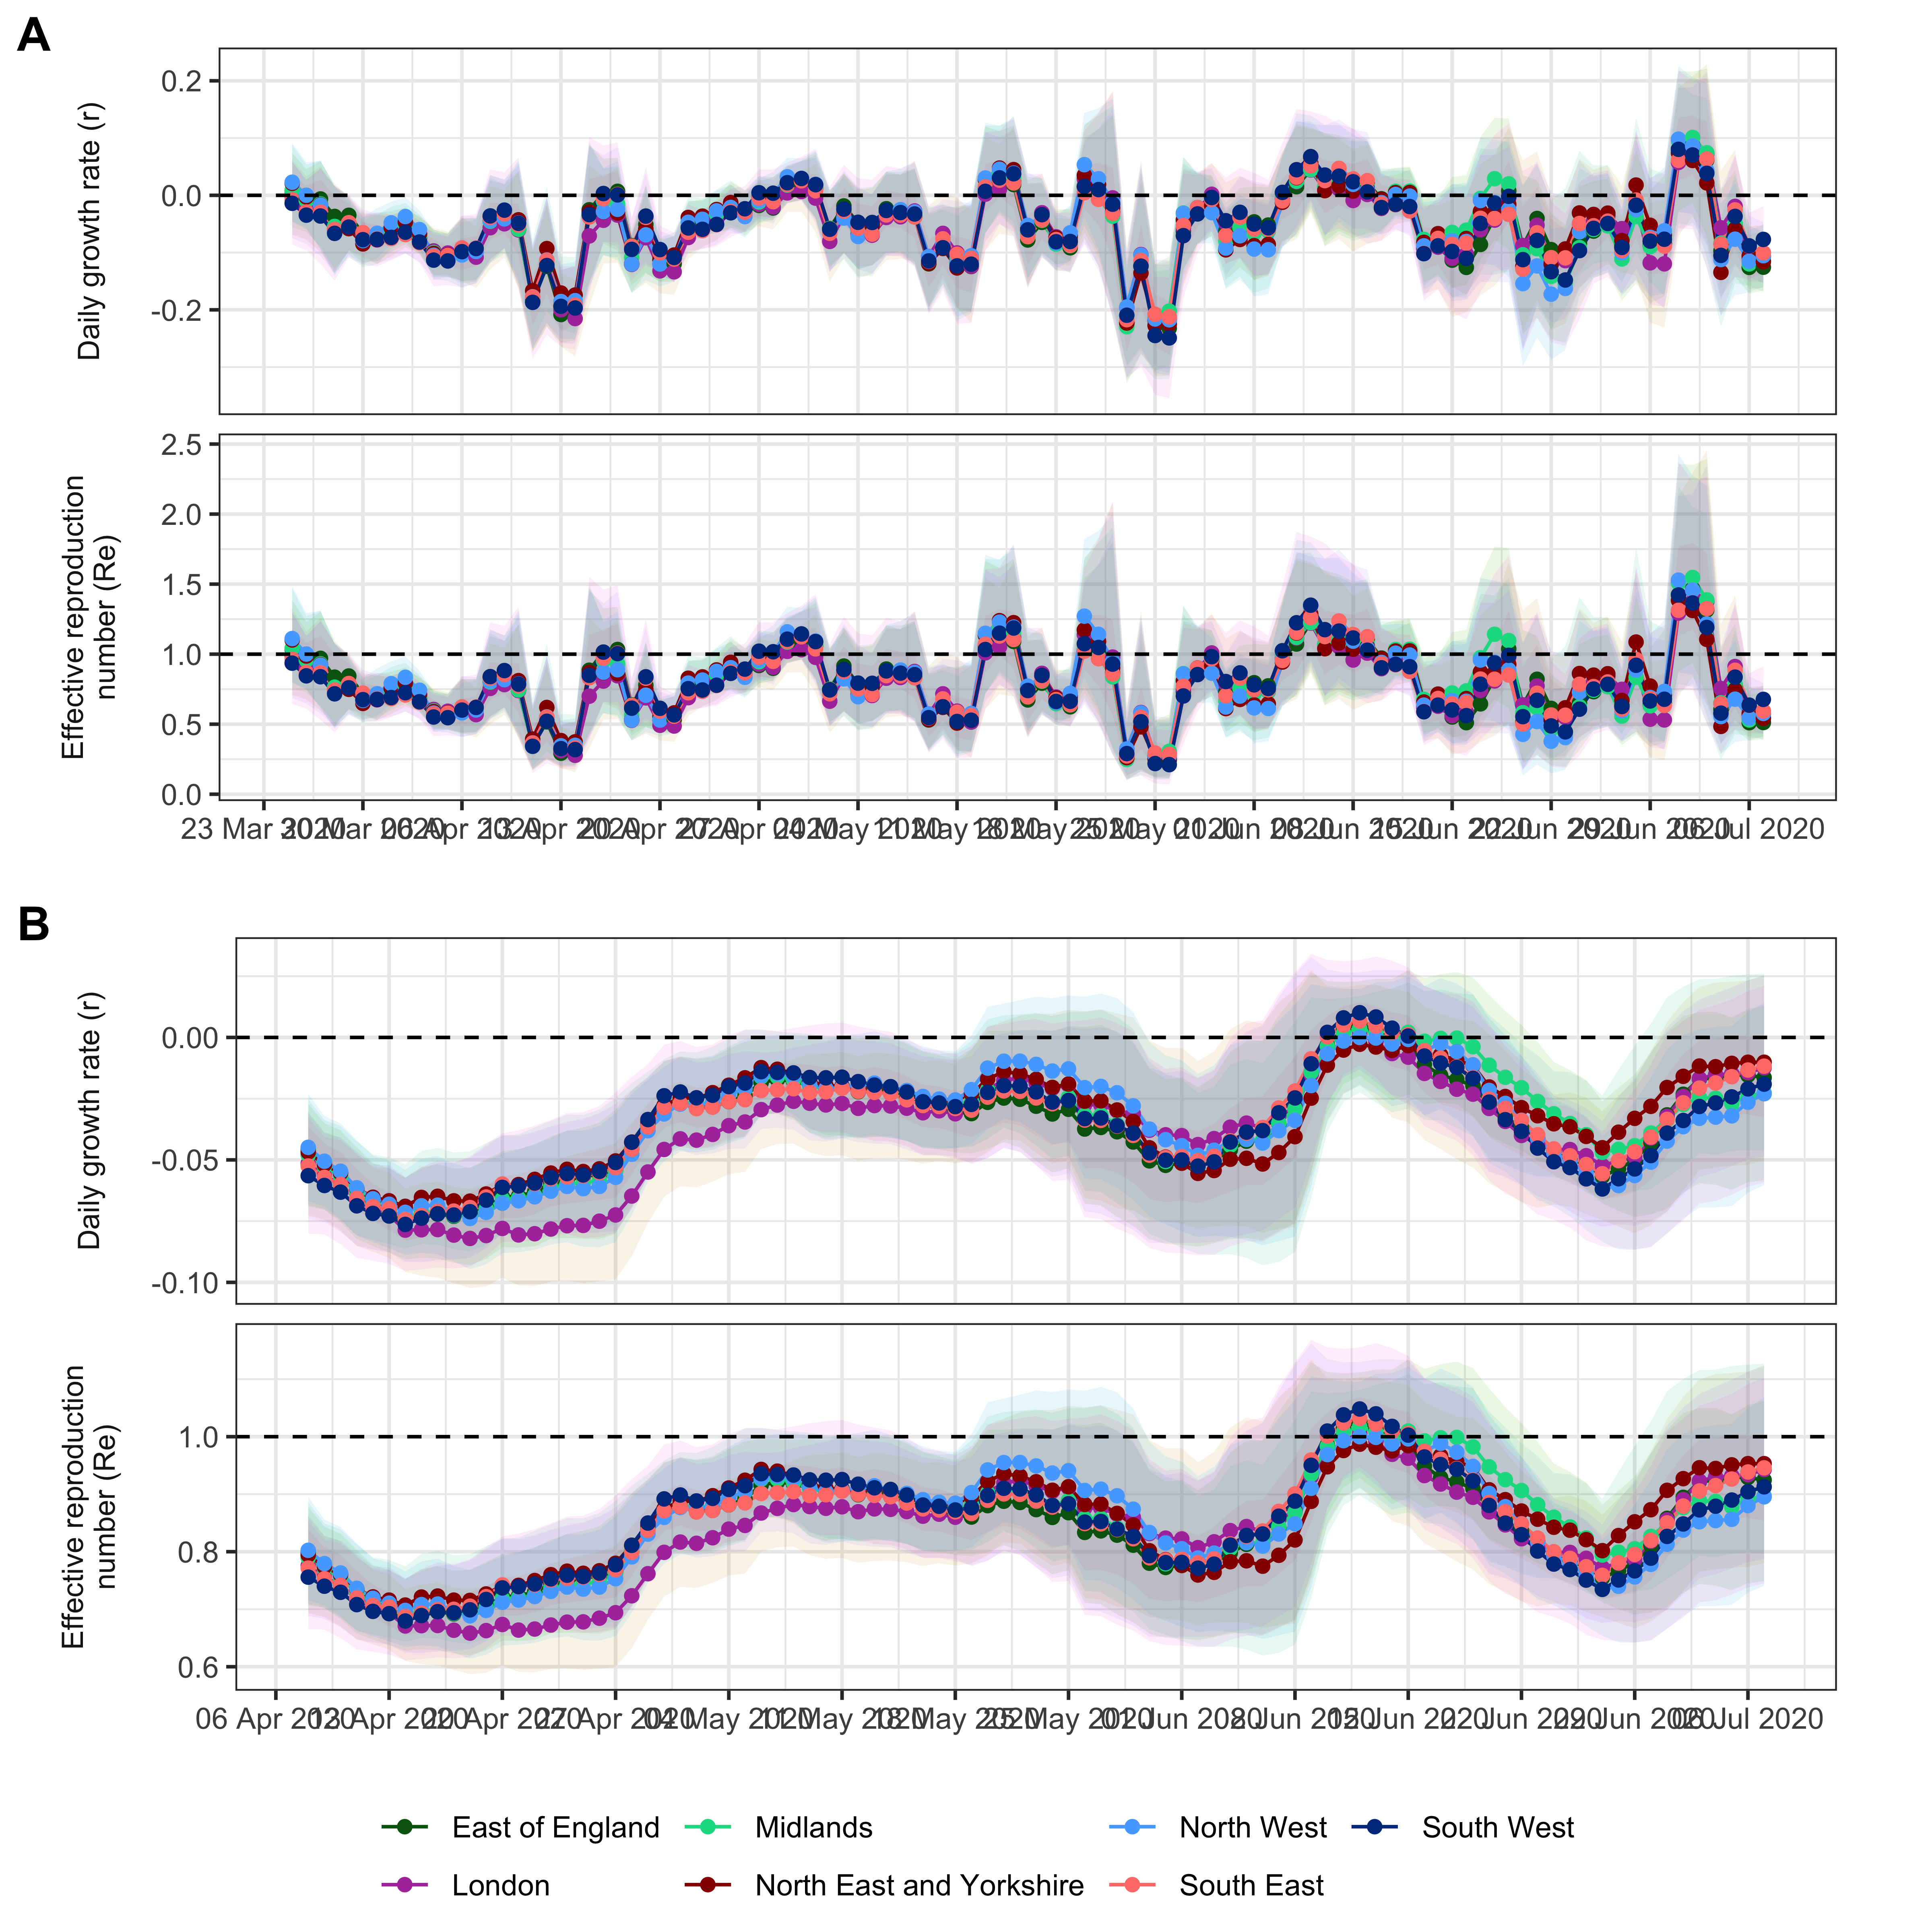 A
Daily growth rate (r)
0.2
0.0
-0.2
Effective reproduction
number (Re)
2.5
2.0
1.5
1.0
0.5
0.0
23 Mar 2020 30 Mar 2020 06 Apr 2020 13 Apr 2020 20 Apr 2020 27 Apr 2020 04 May 2020 11 May 2020 18 May 2020 25 May 2020 01 Jun 2020 08 Jun 2020 15 Jun 2020 22 Jun 2020 29 Jun 2020 06 Jul 2020
B
Daily growth rate (r)
0.00
-0.05
-0.10
Effective reproduction
number (Re)
1.0
0.8
0.6
06 Apr 2020 13 Apr 2020 20 Apr 2020 27 Apr 2020 04 May 2020 11 May 2020 18 May 2020 25 May 2020 01 Jun 2020 08 Jun 2020 15 Jun 2020 22 Jun 2020 29 Jun 2020 06 Jul 2020
East of England Midlands North West South West
London North East and Yorkshire South East